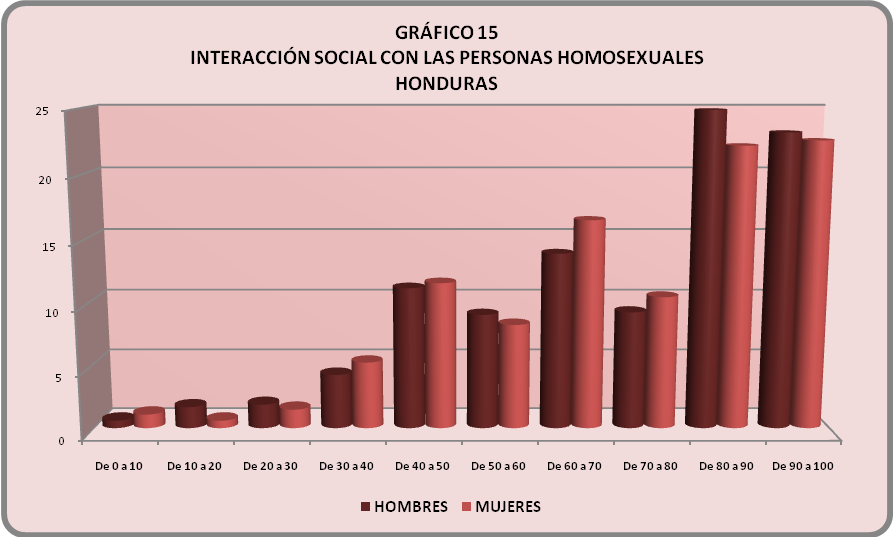 GRÁFICO 15
INTERACCIÓN SOCIAL CON LAS PERSONAS HOMOSEXUALES
HONDURAS
25
20
15
10
5
0
De 0 a 10 De 10 a 20 De 20 a 30 De 30 a 40 De 40 a 50 De 50 a 60 De 60 a 70 De 70 a 80 De 80 a 90 De 90 a 100
HOMBRES MUJERES